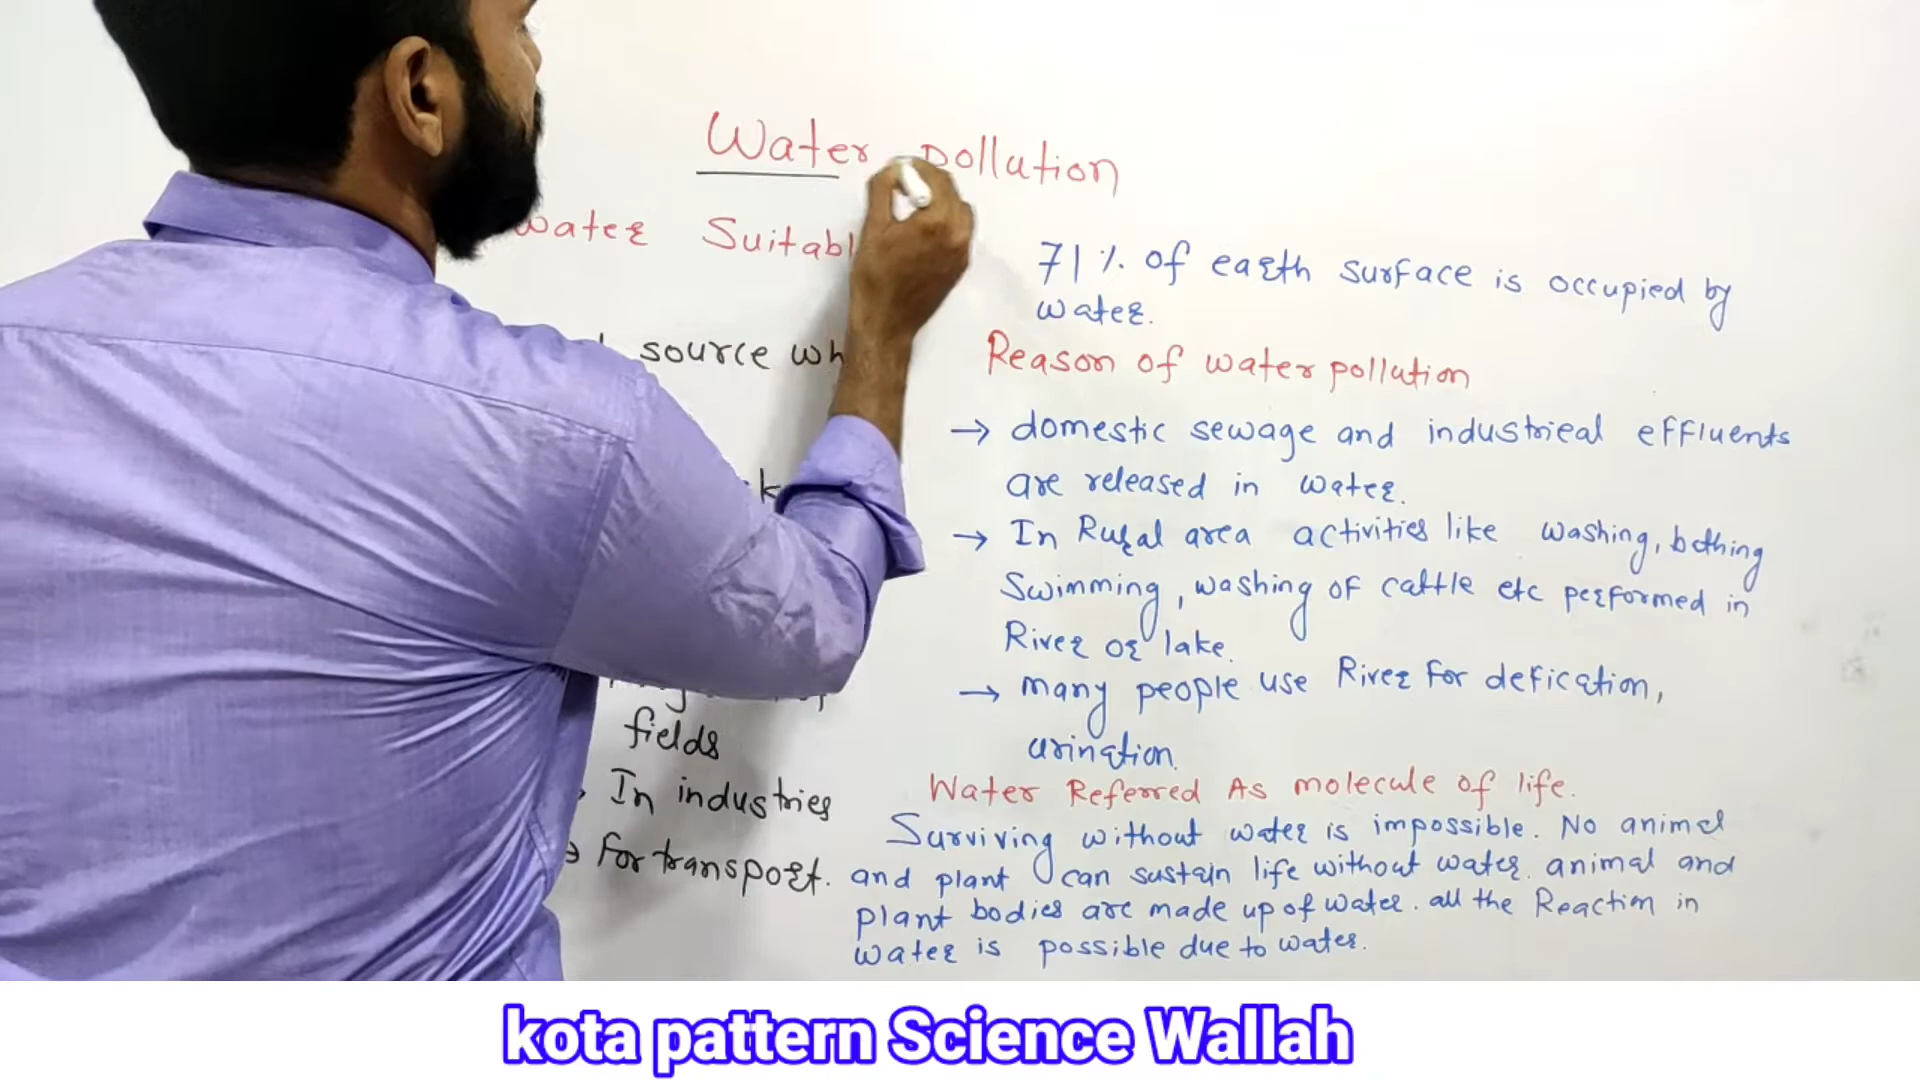 Water pollution
water Suitabl
source wh
fields
In industries
→ for transport.
71% of earth surface is occupied by
water.
Reason of water pollution
→ domestic sewage and industrieal effluents
are released in water.
→ In Rural area activities like washing, bathing
Swimming, washing of cattle etc performed in
River or lake.
→ many people use River for defication,
urination.
Water Referred As molecule of life.
Surviving without water is impossible. No animal
and plant can sustain life without water. animal and
plant bodies are made up of water. all the Reaction in
water is possible due to water.
kota pattern Science Wallah